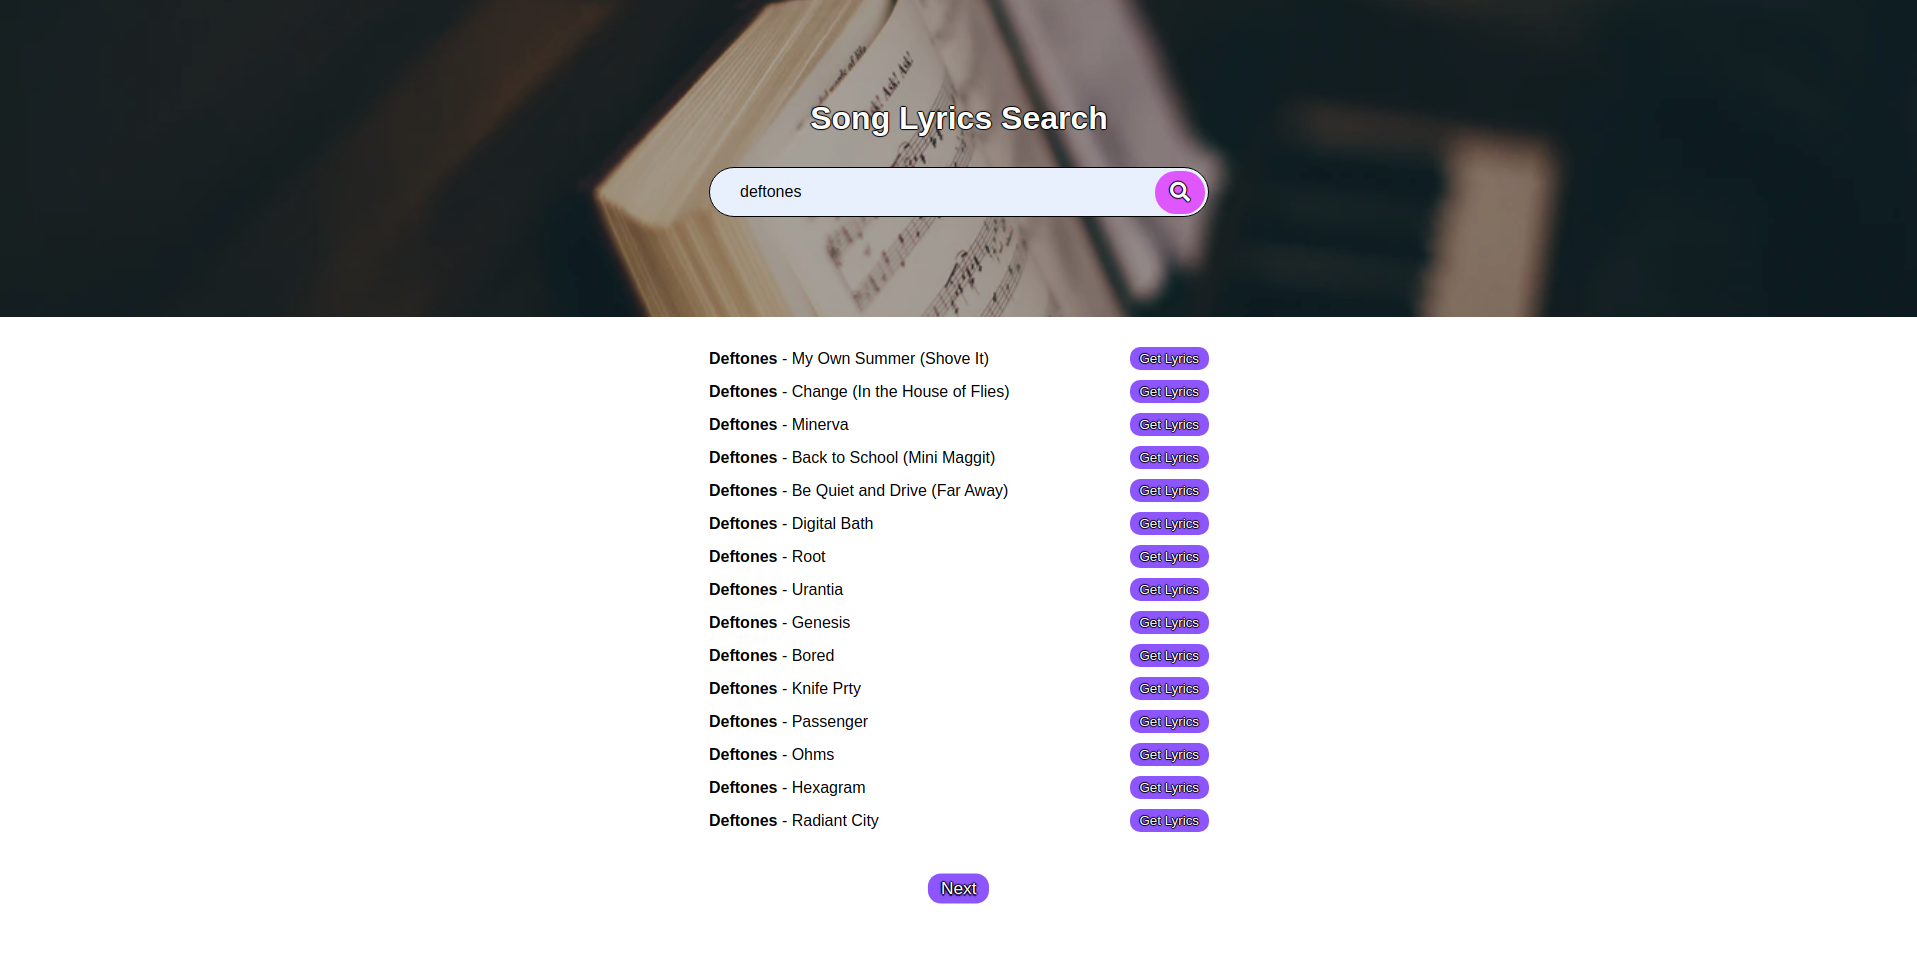 Song Lyrics Search
deftones
Deftones - My Own Summer (Shove It) Get Lyrics
Deftones - Change (In the House of Flies) Get Lyrics
Deftones - Minerva Get Lyrics
Deftones - Back to School (Mini Maggit) Get Lyrics
Deftones - Be Quiet and Drive (Far Away) Get Lyrics
Deftones - Digital Bath Get Lyrics
Deftones - Root Get Lyrics
Deftones - Urantia Get Lyrics
Deftones - Genesis Get Lyrics
Deftones - Bored Get Lyrics
Deftones - Knife Prty Get Lyrics
Deftones - Passenger Get Lyrics
Deftones - Ohms Get Lyrics
Deftones - Hexagram Get Lyrics
Deftones - Radiant City Get Lyrics
Next